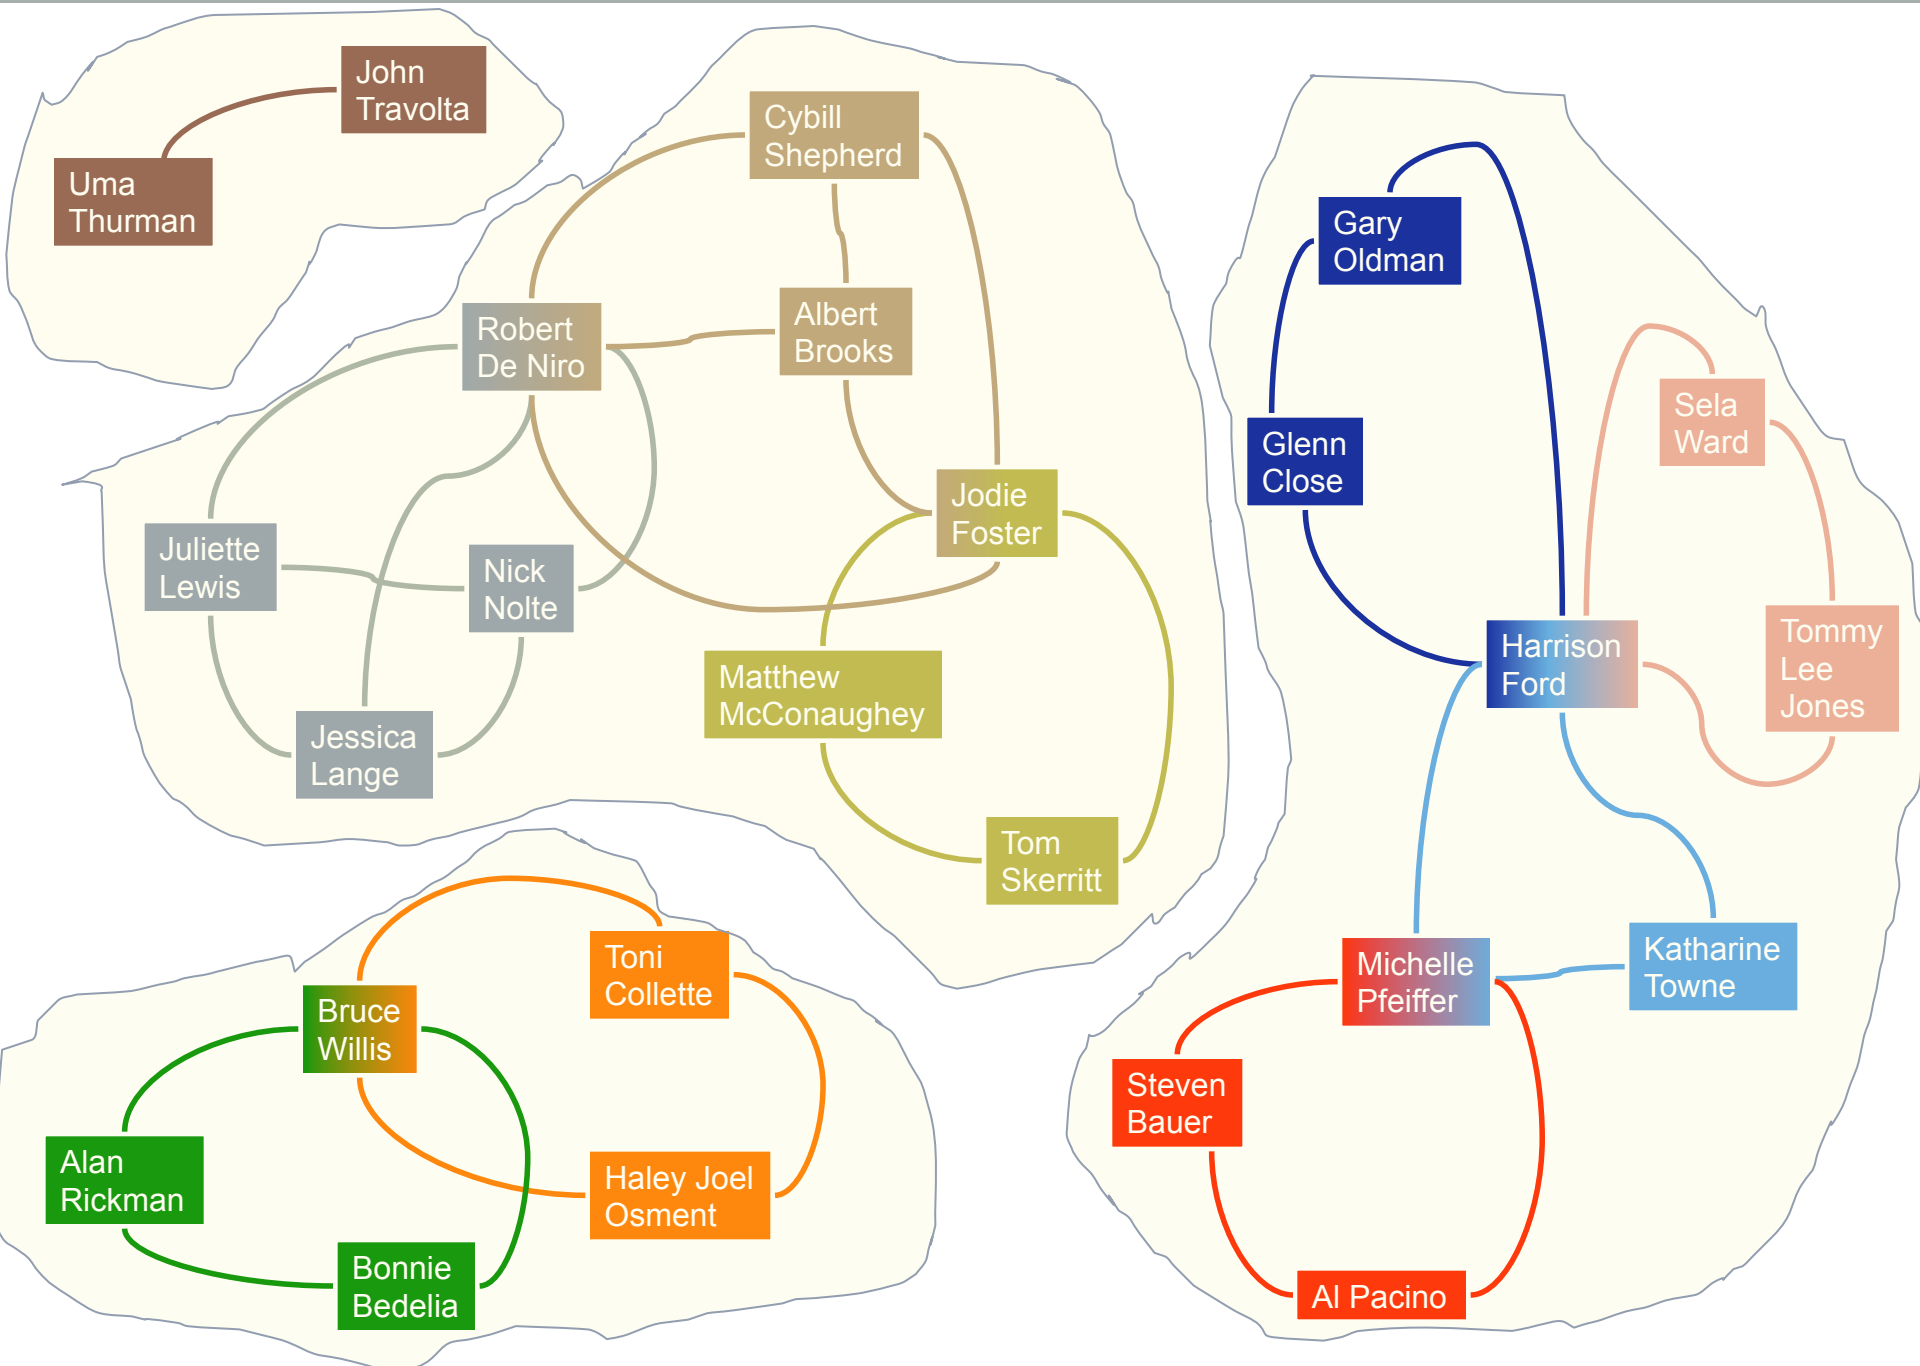 John
Travolta
Uma
Thurman
Cybill
Shepherd
Robert
De Niro
Albert
Brooks
Jodie
Foster
Juliette
Lewis
Nick
Nolte
Jessica
Lange
Matthew
McConaughey
Tom
Skerritt
Gary
Oldman
Glenn
Close
Sela
Ward
Harrison
Ford
Tommy
Lee
Jones
Michelle
Pfeiffer
Katharine
Towne
Steven
Bauer
Al Pacino
Toni
Collette
Bruce
Willis
Alan
Rickman
Haley Joel
Osment
Bonnie
Bedelia